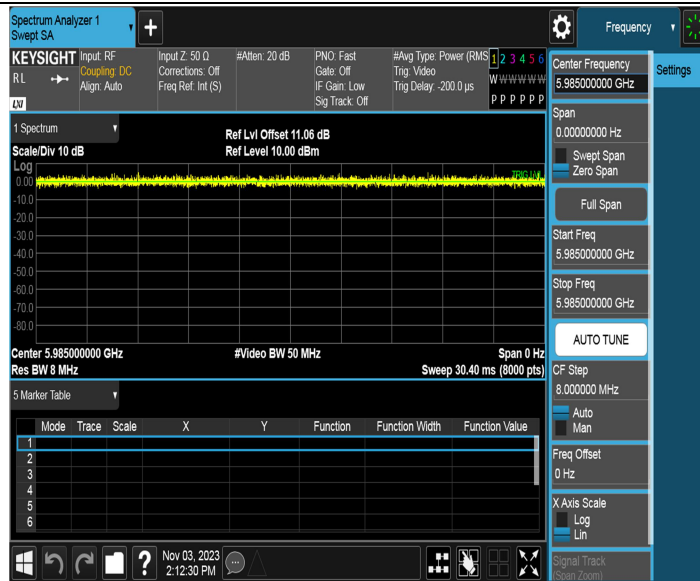 Spectrum Analyzer 1
Swept SA
+
Frequency
KEYSIGHT
RL
LXI
Input: RF
Coupling: DC
Align: Auto
Input Z: 50 Ω
Corrections: Off
Freq Ref: Int (S)
#Atten: 20 dB
PNO: Fast
Gate: Off
IF Gain: Low
Sig Track: Off
#Avg Type: Power (RMS
Trig: Video
Trig Delay: -200.0 µs
1 2 3 4 5 6
W W W W W W
P P P P P P
1 Spectrum
Scale/Div 10 dB
Ref Lvl Offset 11.06 dB
Ref Level 10.00 dBm
Log
0.00
-10.0
-20.0
-30.0
-40.0
-50.0
-60.0
-70.0
-80.0
Center 5.985000000 GHz
#Video BW 50 MHz
Span 0 Hz
Res BW 8 MHz
Sweep 30.40 ms (8000 pts)
5 Marker Table
Mode Trace Scale X Y Function Function Width Function Value
1
2
3
4
5
6
Nov 03, 2023
2:12:30 PM
?
Center Frequency
5.985000000 GHz
Settings
Span
0.00000000 Hz
Swept Span
Zero Span
Full Span
Start Freq
5.985000000 GHz
Stop Freq
5.985000000 GHz
AUTO TUNE
CF Step
8.000000 MHz
Auto
Man
Freq Offset
0 Hz
X Axis Scale
Log
Lin
Signal Track
(Span Zoom)